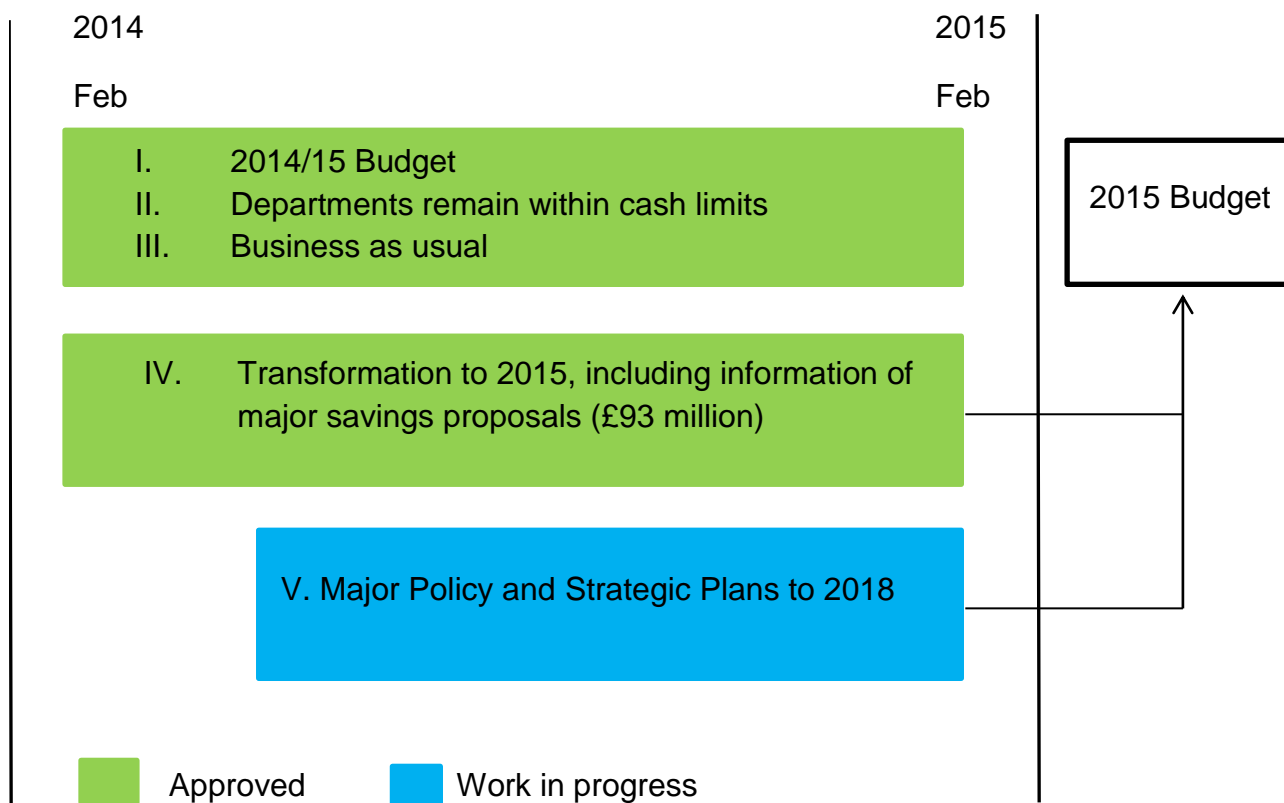 2014 2015
Feb Feb
I. 2014/15 Budget
II. Departments remain within cash limits
III. Business as usual
2015 Budget
IV. Transformation to 2015, including information of
major savings proposals (£93 million)
V. Major Policy and Strategic Plans to 2018
Approved Work in progress